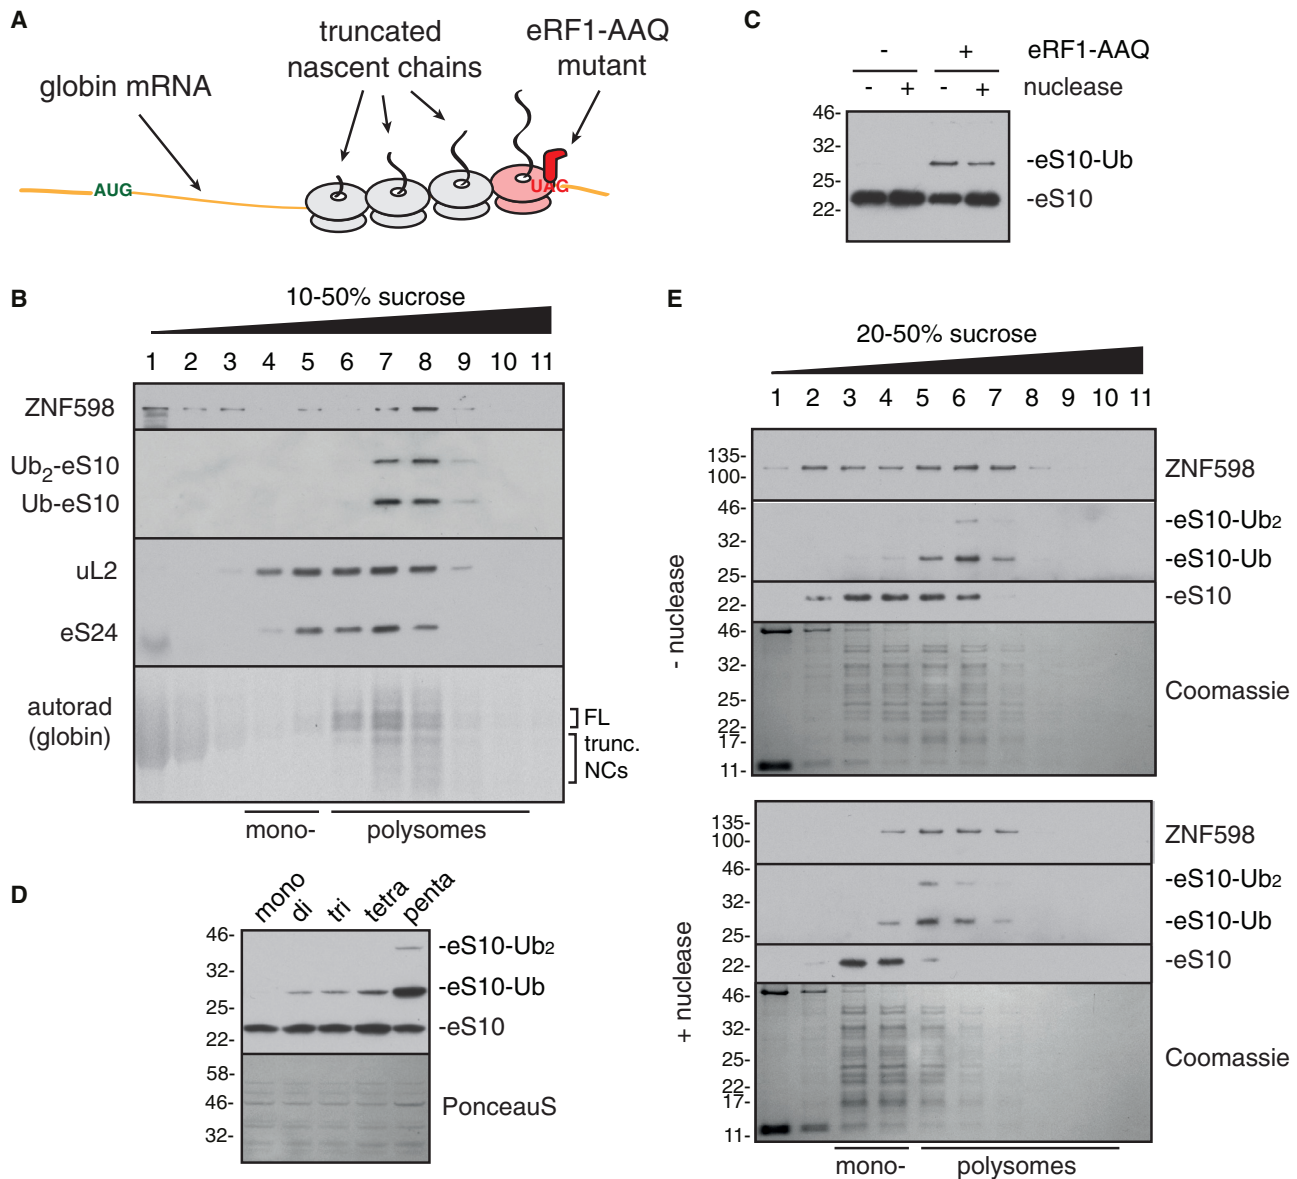 A
truncated
nascent chains
eRF1-AAQ
mutant
globin mRNA
AUG
UAG
C
- + eRF1-AAQ
- + - + nuclease
46-
32-
25-
22-
-eS10-Ub
-eS10
B
10-50% sucrose
1 2 3 4 5 6 7 8 9 10 11
ZNF598
Ub2-eS10
Ub-eS10
uL2
eS24
autorad
(globin)
FL
trunc.
NCs
mono-
polysomes
D
mono
di
tri
tetra
penta
46-
32-
25-
22-
-eS10-Ub2
-eS10-Ub
-eS10
58-
46-
32-
PonceauS
E
20-50% sucrose
1 2 3 4 5 6 7 8 9 10 11
- nuclease
135-
100-
ZNF598
46-
32-
25-
-eS10-Ub2
-eS10-Ub
22-
-eS10
46-
32-
25-
22-
17-
11-
Coomassie
+ nuclease
135-
100-
ZNF598
46-
32-
25-
-eS10-Ub2
-eS10-Ub
22-
-eS10
46-
32-
25-
22-
17-
11-
Coomassie
mono-
polysomes